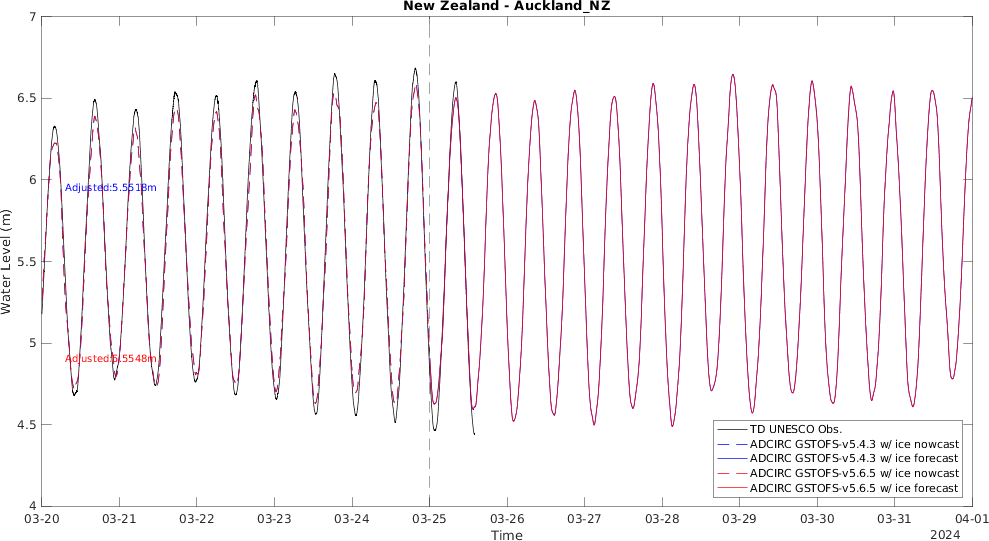 New Zealand - Auckland_NZ
7
6.5
6
5.5
5
4.5
4
Water Level (m)
Adjusted:5.5518m
Adjusted:5.5548m
TD UNESCO Obs.
ADCIRC GSTOFS-v5.4.3 w/ ice nowcast
ADCIRC GSTOFS-v5.4.3 w/ ice forecast
ADCIRC GSTOFS-v5.6.5 w/ ice nowcast
ADCIRC GSTOFS-v5.6.5 w/ ice forecast
03-20 03-21 03-22 03-23 03-24 03-25 03-26 03-27 03-28 03-29 03-30 03-31 04-01
Time
2024